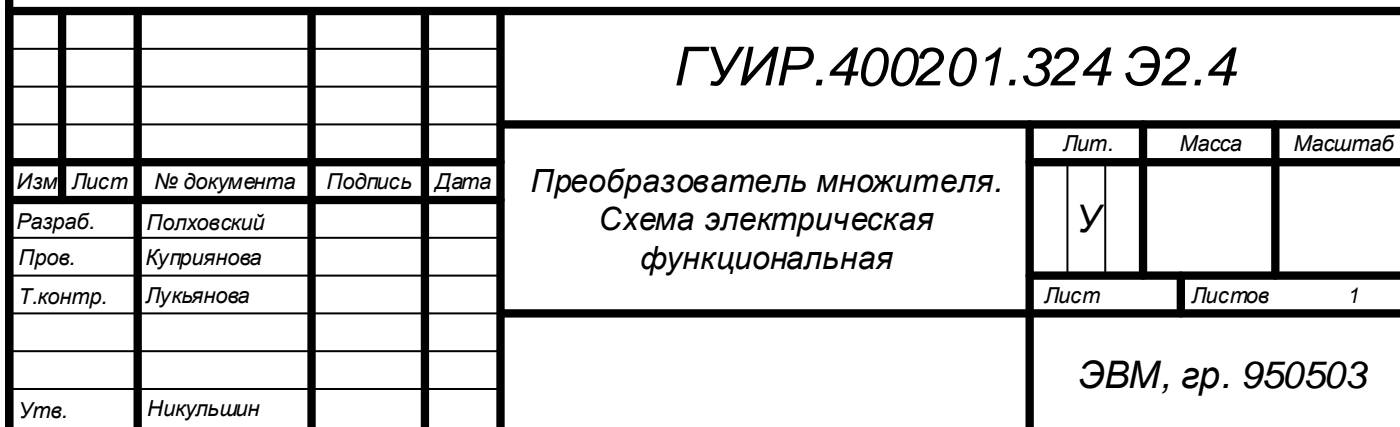 ГУИР.400201.324 Э2.4
Лит. Масса Масштаб
Изм Лист № документа Подпись Дата
Преобразователь множителя.
Схема электрическая
функциональная
У
Разраб. Полховский
Пров. Куприянова
Т.контр. Лукьянова
Лист Листов 1
ЭВМ, гр. 950503
Утв. Никульшин